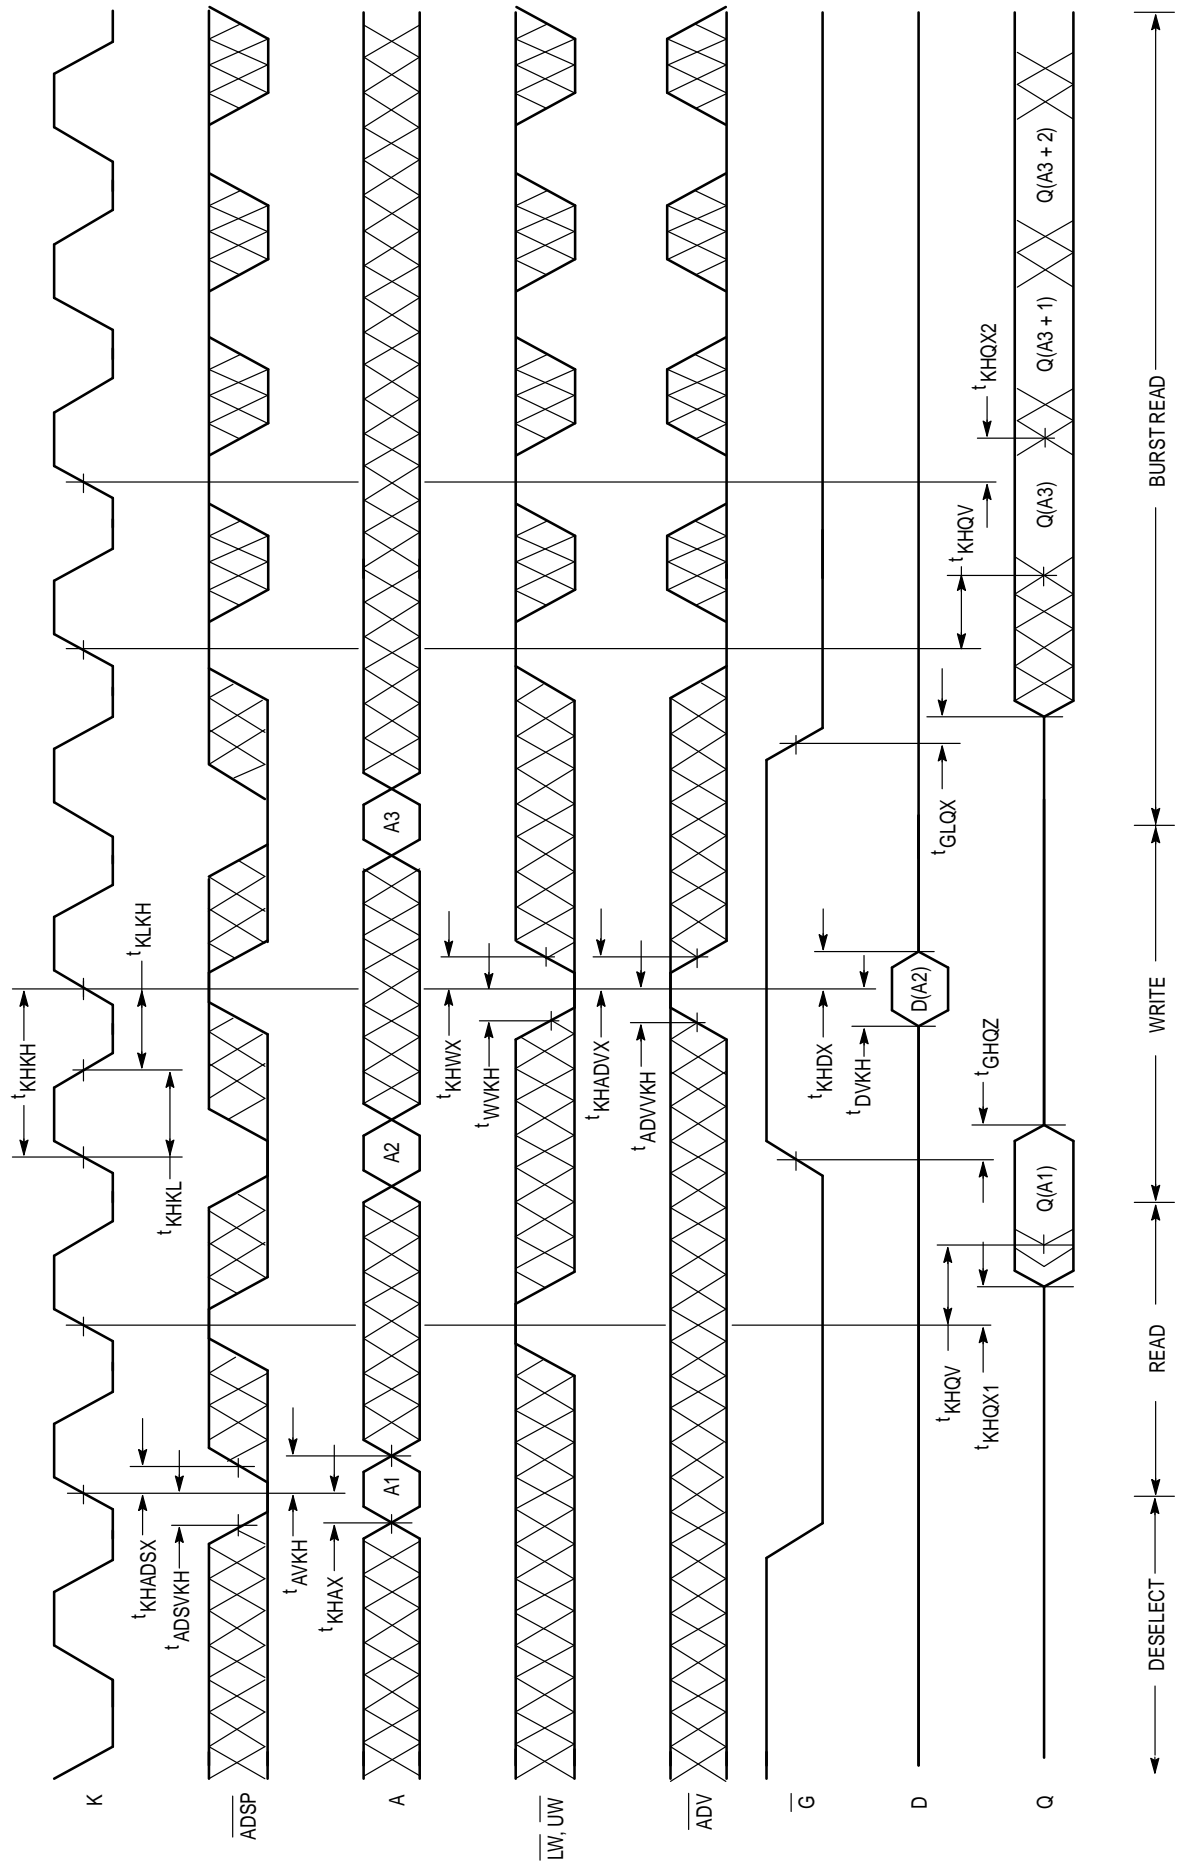 K
ADSP
A
LW, UW
ADV
G
D
Q
tKHKH
tKHKL
tKLKH
tKHADSX
tADSVKH
tAVKH
tKHAX
A1
A2
A3
tKHWX
tWVKH
tKHADVX
tADVVKH
tKHDX
tDVKH
D(A2)
tGLQX
tKHQV
tKHQX1
tGHQZ
tKHQV
tKHQX2
Q(A1)
Q(A3)
Q(A3 + 1)
Q(A3 + 2)
DESELECT
READ
WRITE
BURST READ